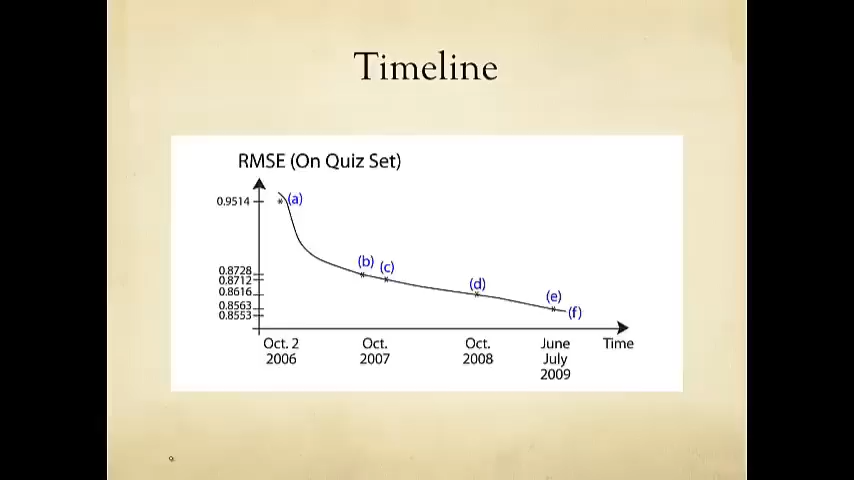 Timeline
RMSE (On Quiz Set)
0.9514
(a)
(b)
(c)
0.8728
0.8712
0.8616
0.8563
0.8553
(d)
(e)
(f)
Oct. 2
2006
Oct.
2007
Oct.
2008
June
July
2009
Time
9